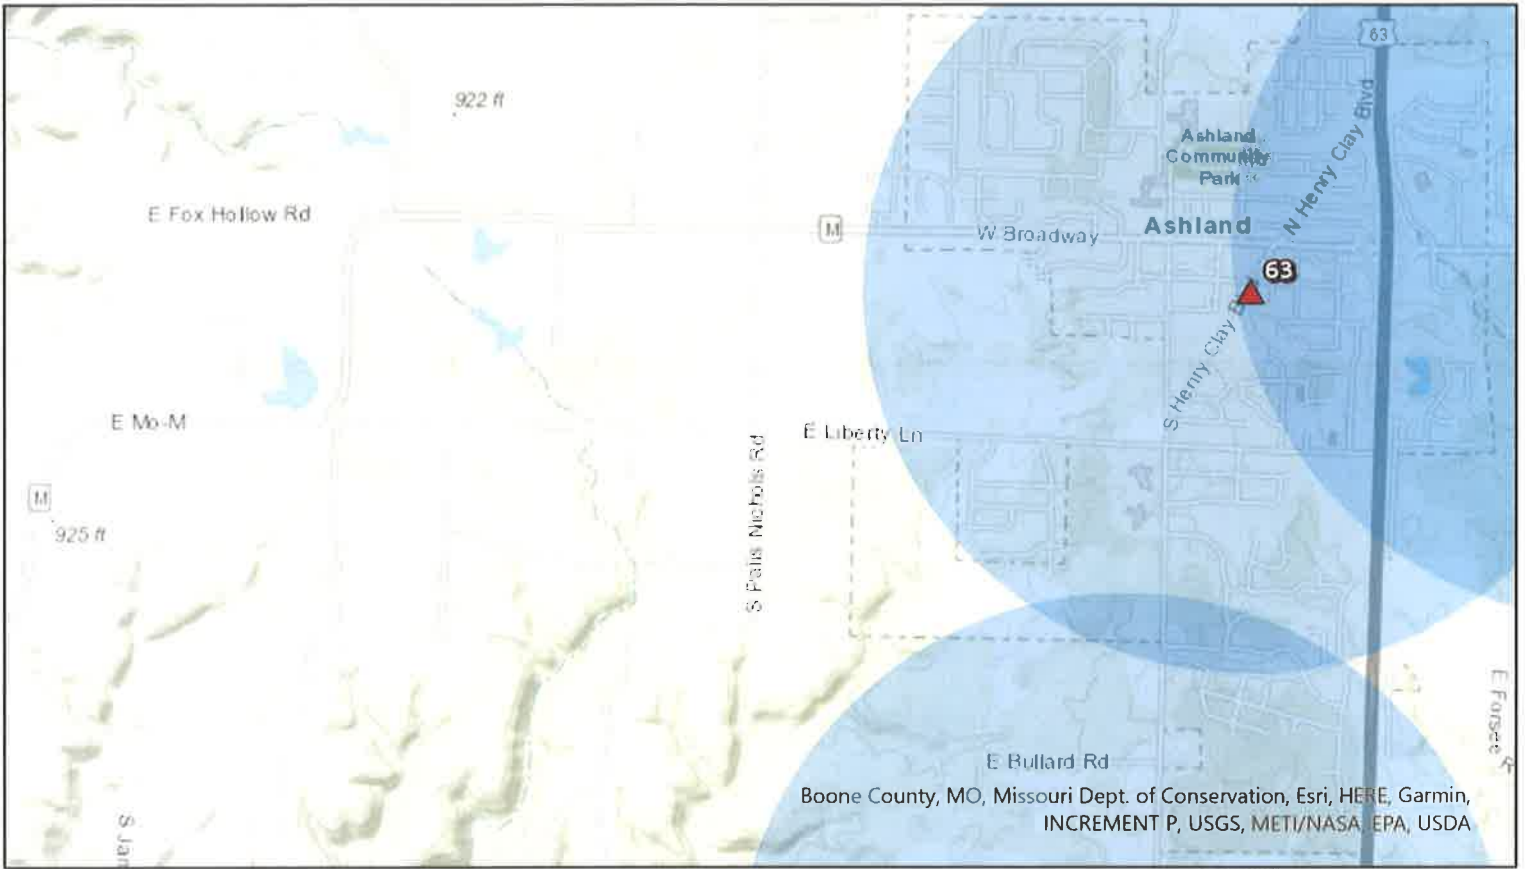 63
922 ft
Ashland
Community
Park
N Henry Clay Blvd
E Fox Hollow Rd
M
W Broadway
Ashland
63
S Henry Clay
E Mo-M
E Liberty Ln
M
925 ft
S Palis Nichols Rd
E Forsee R
E Bullard Rd
Boone County, MO, Missouri Dept. of Conservation, Esri, HERE, Garmin,
INCREMENT P, USGS, METI/NASA, EPA, USDA
S Jam